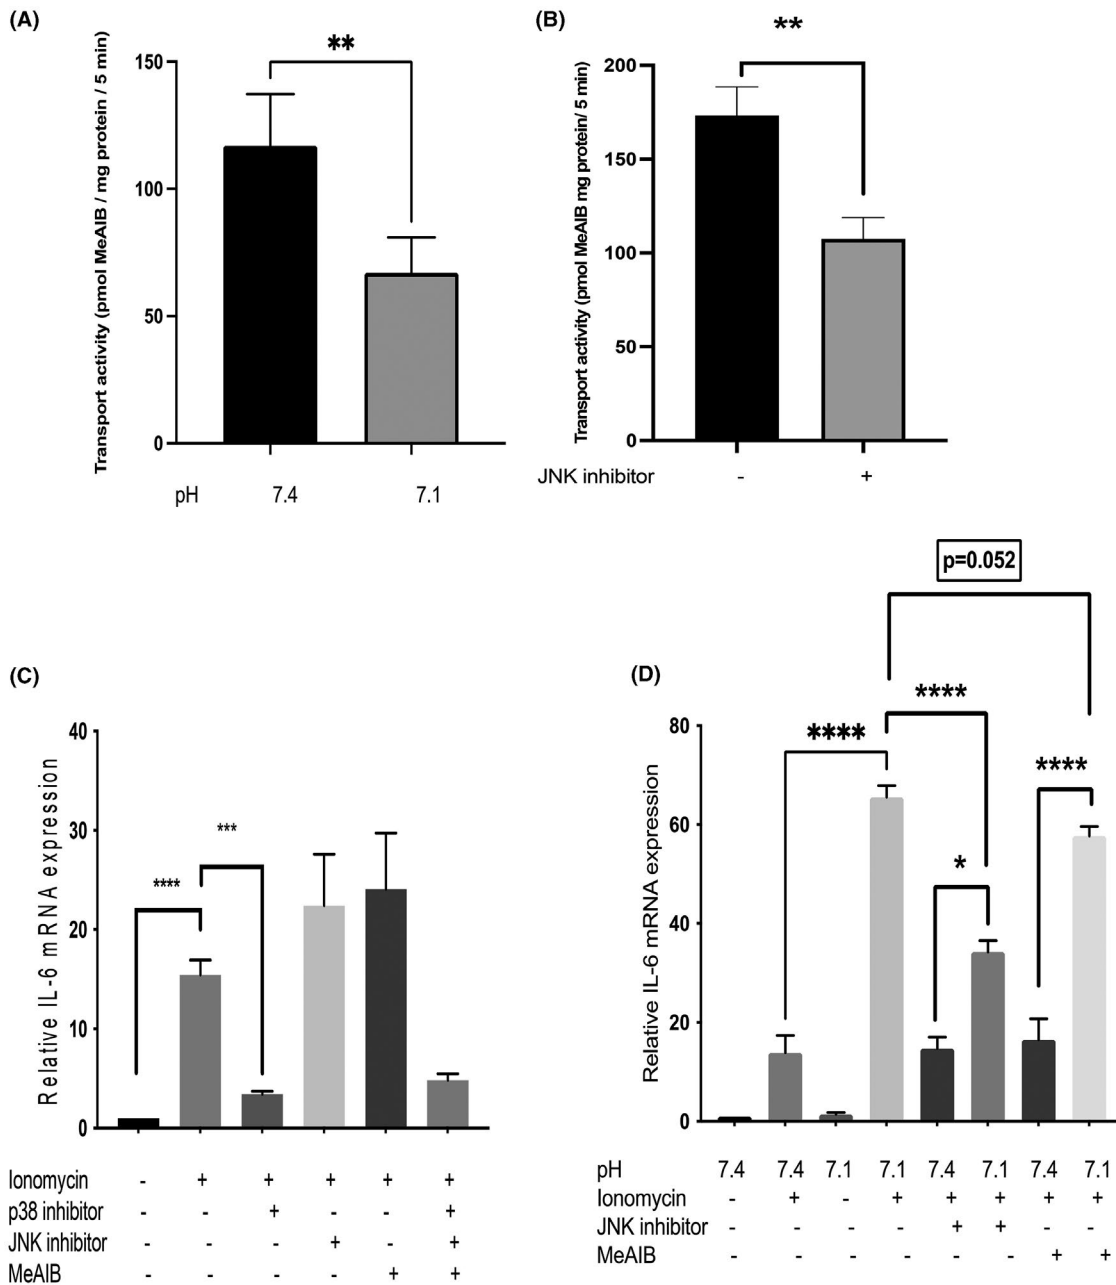 (A)
Transport activity (pmol MeAIB / mg protein / 5 min)
150
100
50
0
**
pH 7.4 7.1
(B)
Transport activity (pmol MeAIB mg protein/ 5 min)
200
150
100
50
0
**
JNK inhibitor - +
(C)
Relative IL-6 mRNA expression
40
30
20
10
0
****
***
Ionomycin - + + + + +
p38 inhibitor - - + - - +
JNK inhibitor - - - + - +
MeAIB - - - - + +
(D)
Relative IL-6 mRNA expression
80
60
40
20
0
p=0.052
****
****
****
*
pH 7.4 7.4 7.1 7.1 7.4 7.1 7.4 7.1
Ionomycin - + - + + + + +
JNK inhibitor - - - - + + - -
MeAIB - - - - - - + +